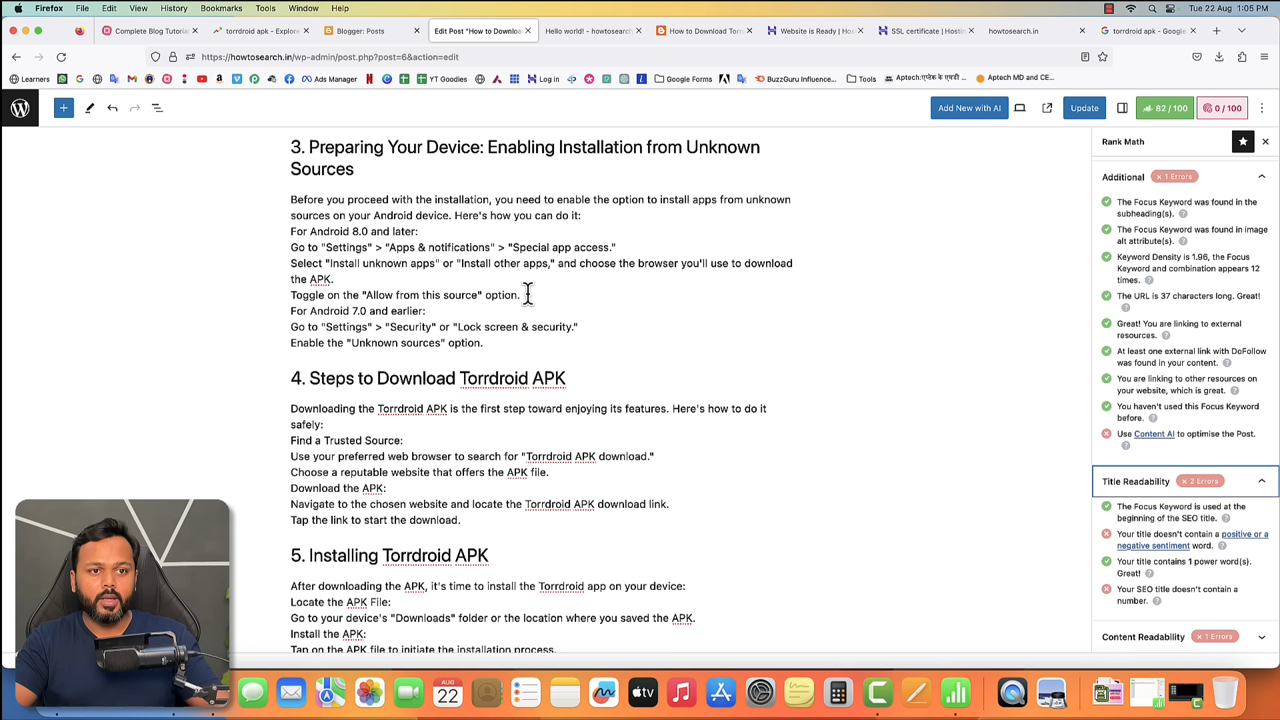 Firefox File Edit View History Bookmarks Tools Window Help
Tue 22 Aug 1:05 PM
Complete Blog Tutoria
torrdroid apk - Explore
Blogger: Posts
Edit Post "How to Downloa
Hello world! - howtosearc
How to Download Torr
Website is Ready | Ho
SSL certificate | Hostin
howtosearch.in
torrdroid apk - Google
https://howtosearch.in/wp-admin/post.php?post=6&action=edit
Learners
Log in
Ads Manager
YT Goodies
Google Forms
BuzzGuru Influence...
Tools
Aptech MD and CE...
Add New with AI
Update
82 / 100
0 / 100
3. Preparing Your Device: Enabling Installation from Unknown
Sources
Before you proceed with the installation, you need to enable the option to install apps from unknown
sources on your Android device. Here's how you can do it:
For Android 8.0 and later:
Go to "Settings" > "Apps & notifications" > "Special app access."
Select "Install unknown apps" or "Install other apps," and choose the browser you'll use to download
the APK.
Toggle on the "Allow from this source" option.
For Android 7.0 and earlier:
Go to "Settings" > "Security" or "Lock screen & security."
Enable the "Unknown sources" option.
4. Steps to Download Torrdroid APK
Downloading the Torrdroid APK is the first step toward enjoying its features. Here's how to do it
safely:
Find a Trusted Source:
Use your preferred web browser to search for "Torrdroid APK download."
Choose a reputable website that offers the APK file.
Download the APK:
Navigate to the chosen website and locate the Torrdroid APK download link.
Tap the link to start the download.
5. Installing Torrdroid APK
After downloading the APK, it's time to install the Torrdroid app on your device:
Locate the APK File:
Go to your device's "Downloads" folder or the location where you saved the APK.
Install the APK:
Tap on the APK file to initiate the installation process.
Rank Math
Additional × 1 Errors
The Focus Keyword was found in the
subheading(s).
The Focus Keyword was found in image
alt attribute(s).
Keyword Density is 1.96, the Focus
Keyword and combination appears 12
times.
The URL is 37 characters long. Great!
Great! You are linking to external
resources.
At least one external link with DoFollow
was found in your content.
You are linking to other resources on
your website, which is great.
You haven't used this Focus Keyword
before.
Use Content AI to optimise the Post.
Title Readability × 2 Errors
The Focus Keyword is used at the
beginning of the SEO title.
Your title doesn't contain a positive or a
negative sentiment word.
Your title contains 1 power word(s).
Great!
Your SEO title doesn't contain a
number.
Content Readability × 1 Errors
AUG
22
tv